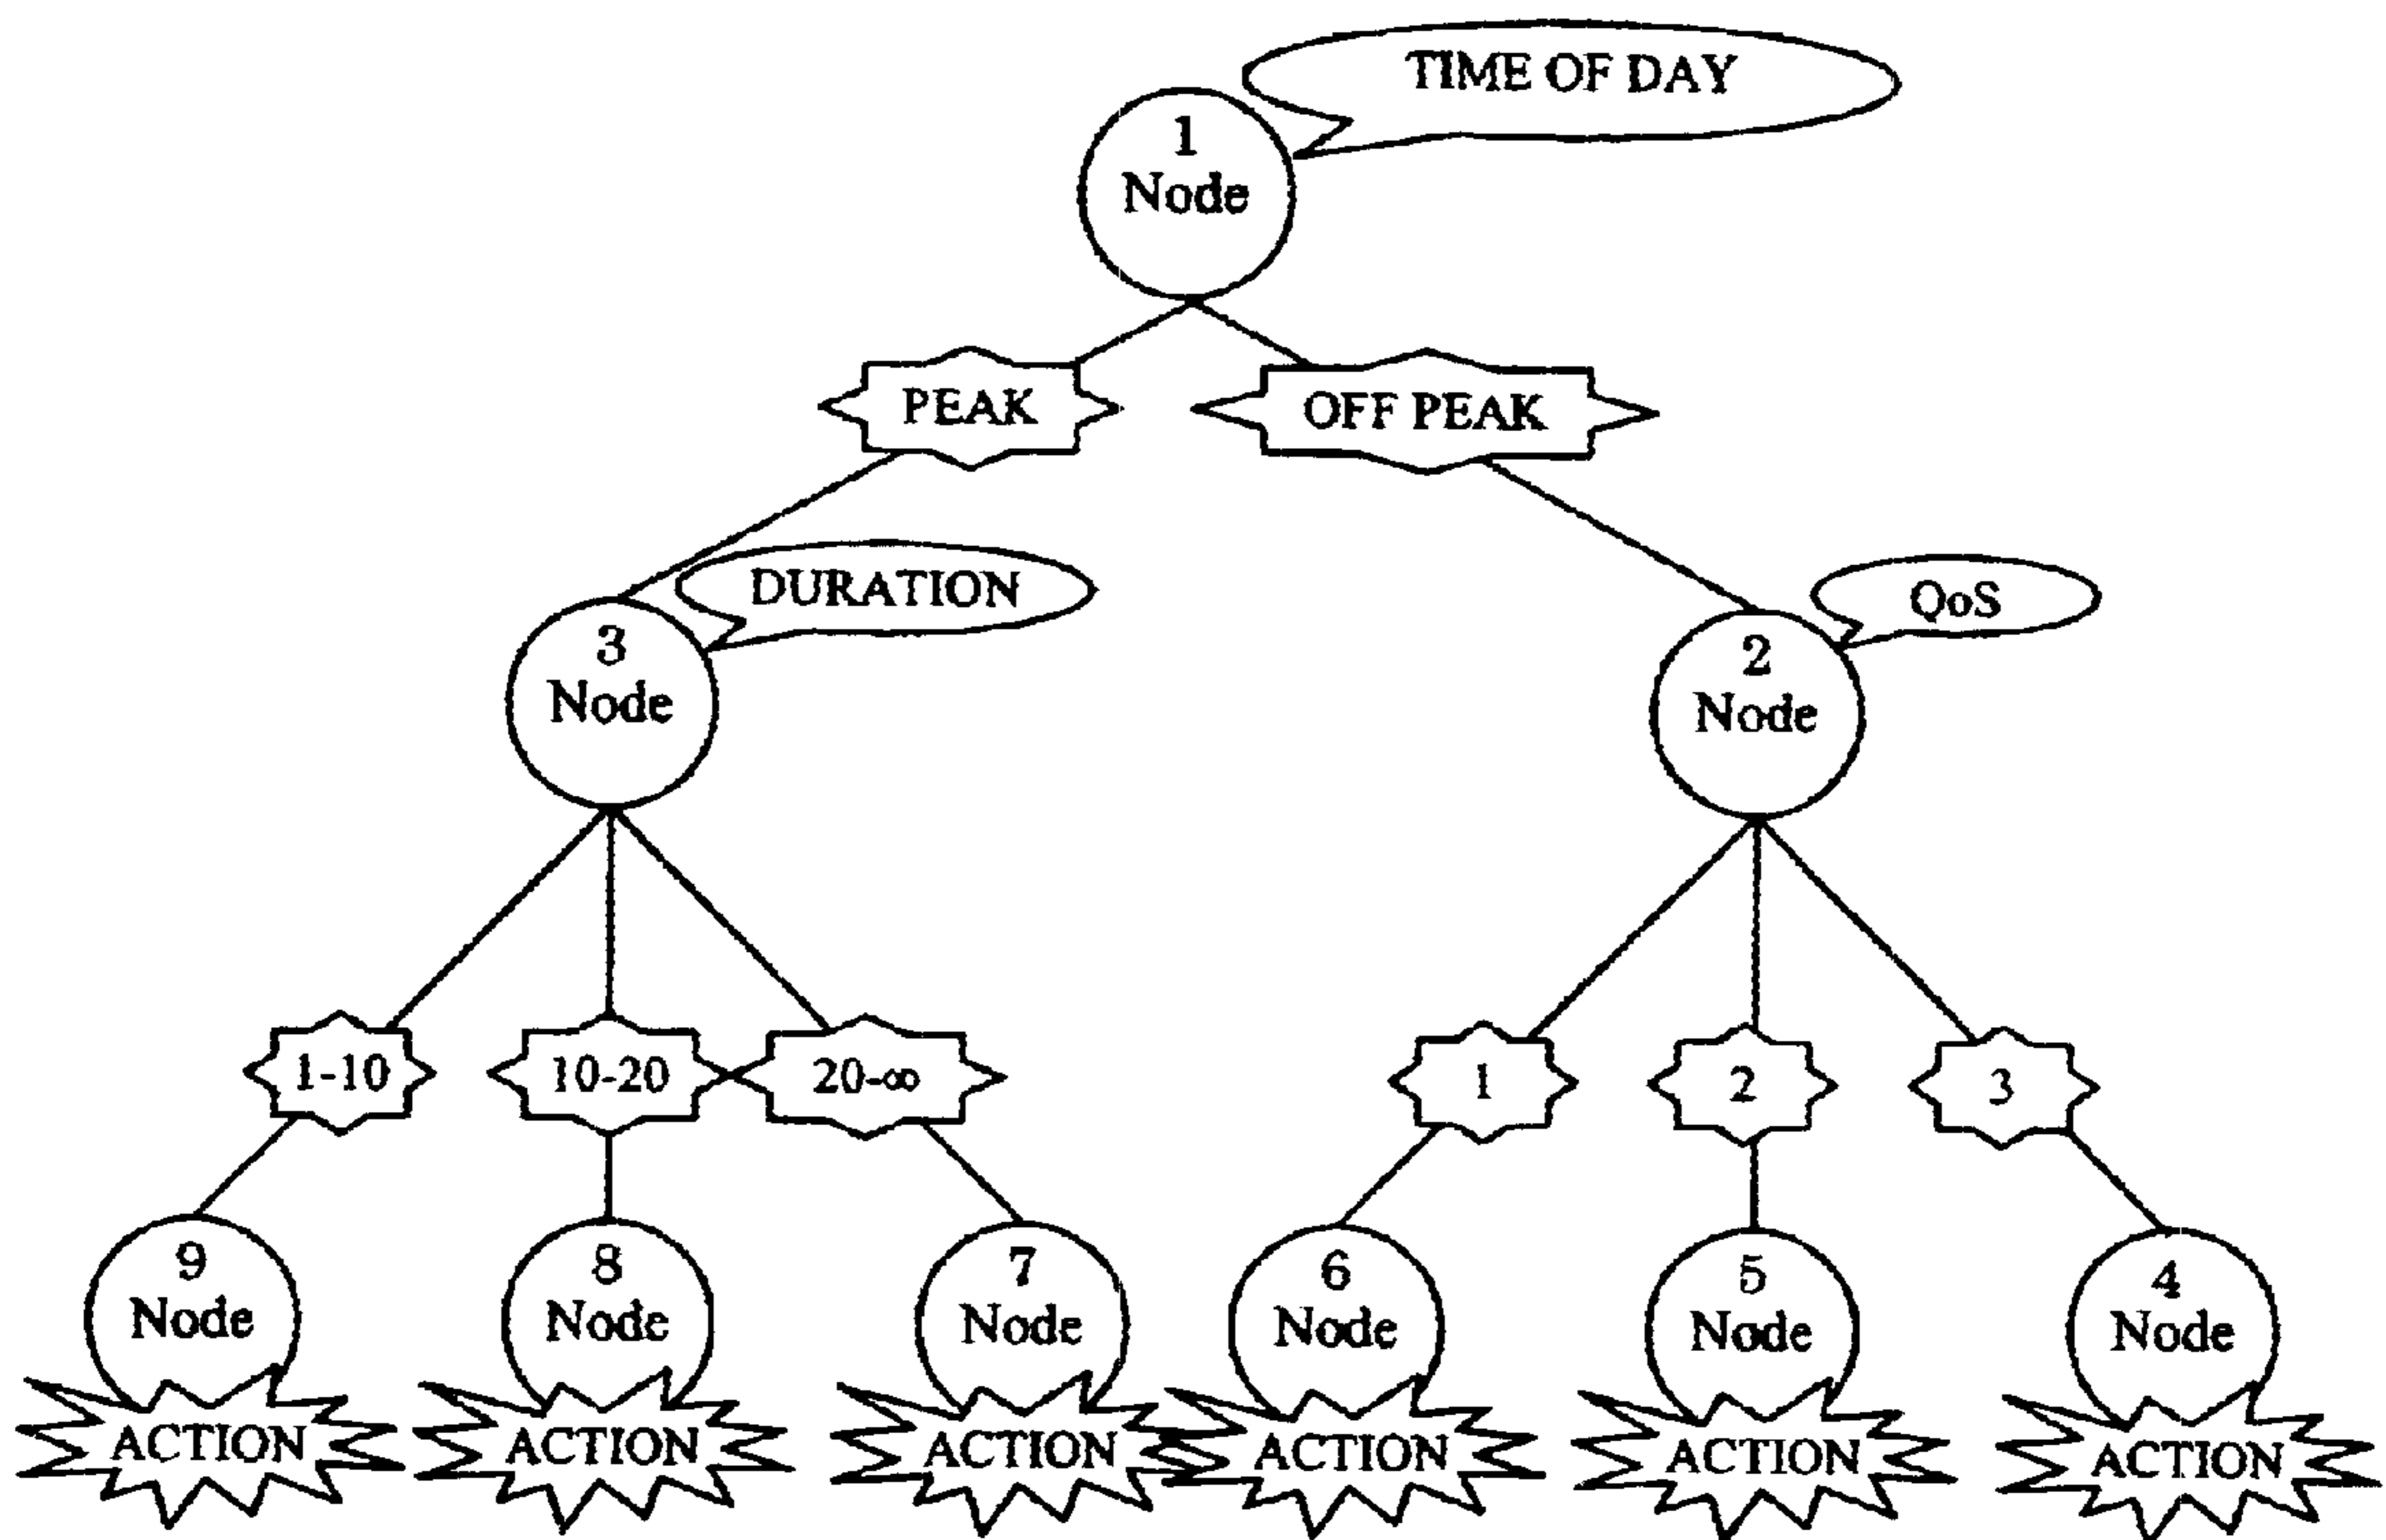 TIME OF DAY
1
Node
PEAK
OFF PEAK
DURATION
QoS
3
Node
2
Node
1-10
10-20
20-∞
1
2
3
9
Node
8
Node
7
Node
6
Node
5
Node
4
Node
ACTION
ACTION
ACTION
ACTION
ACTION
ACTION